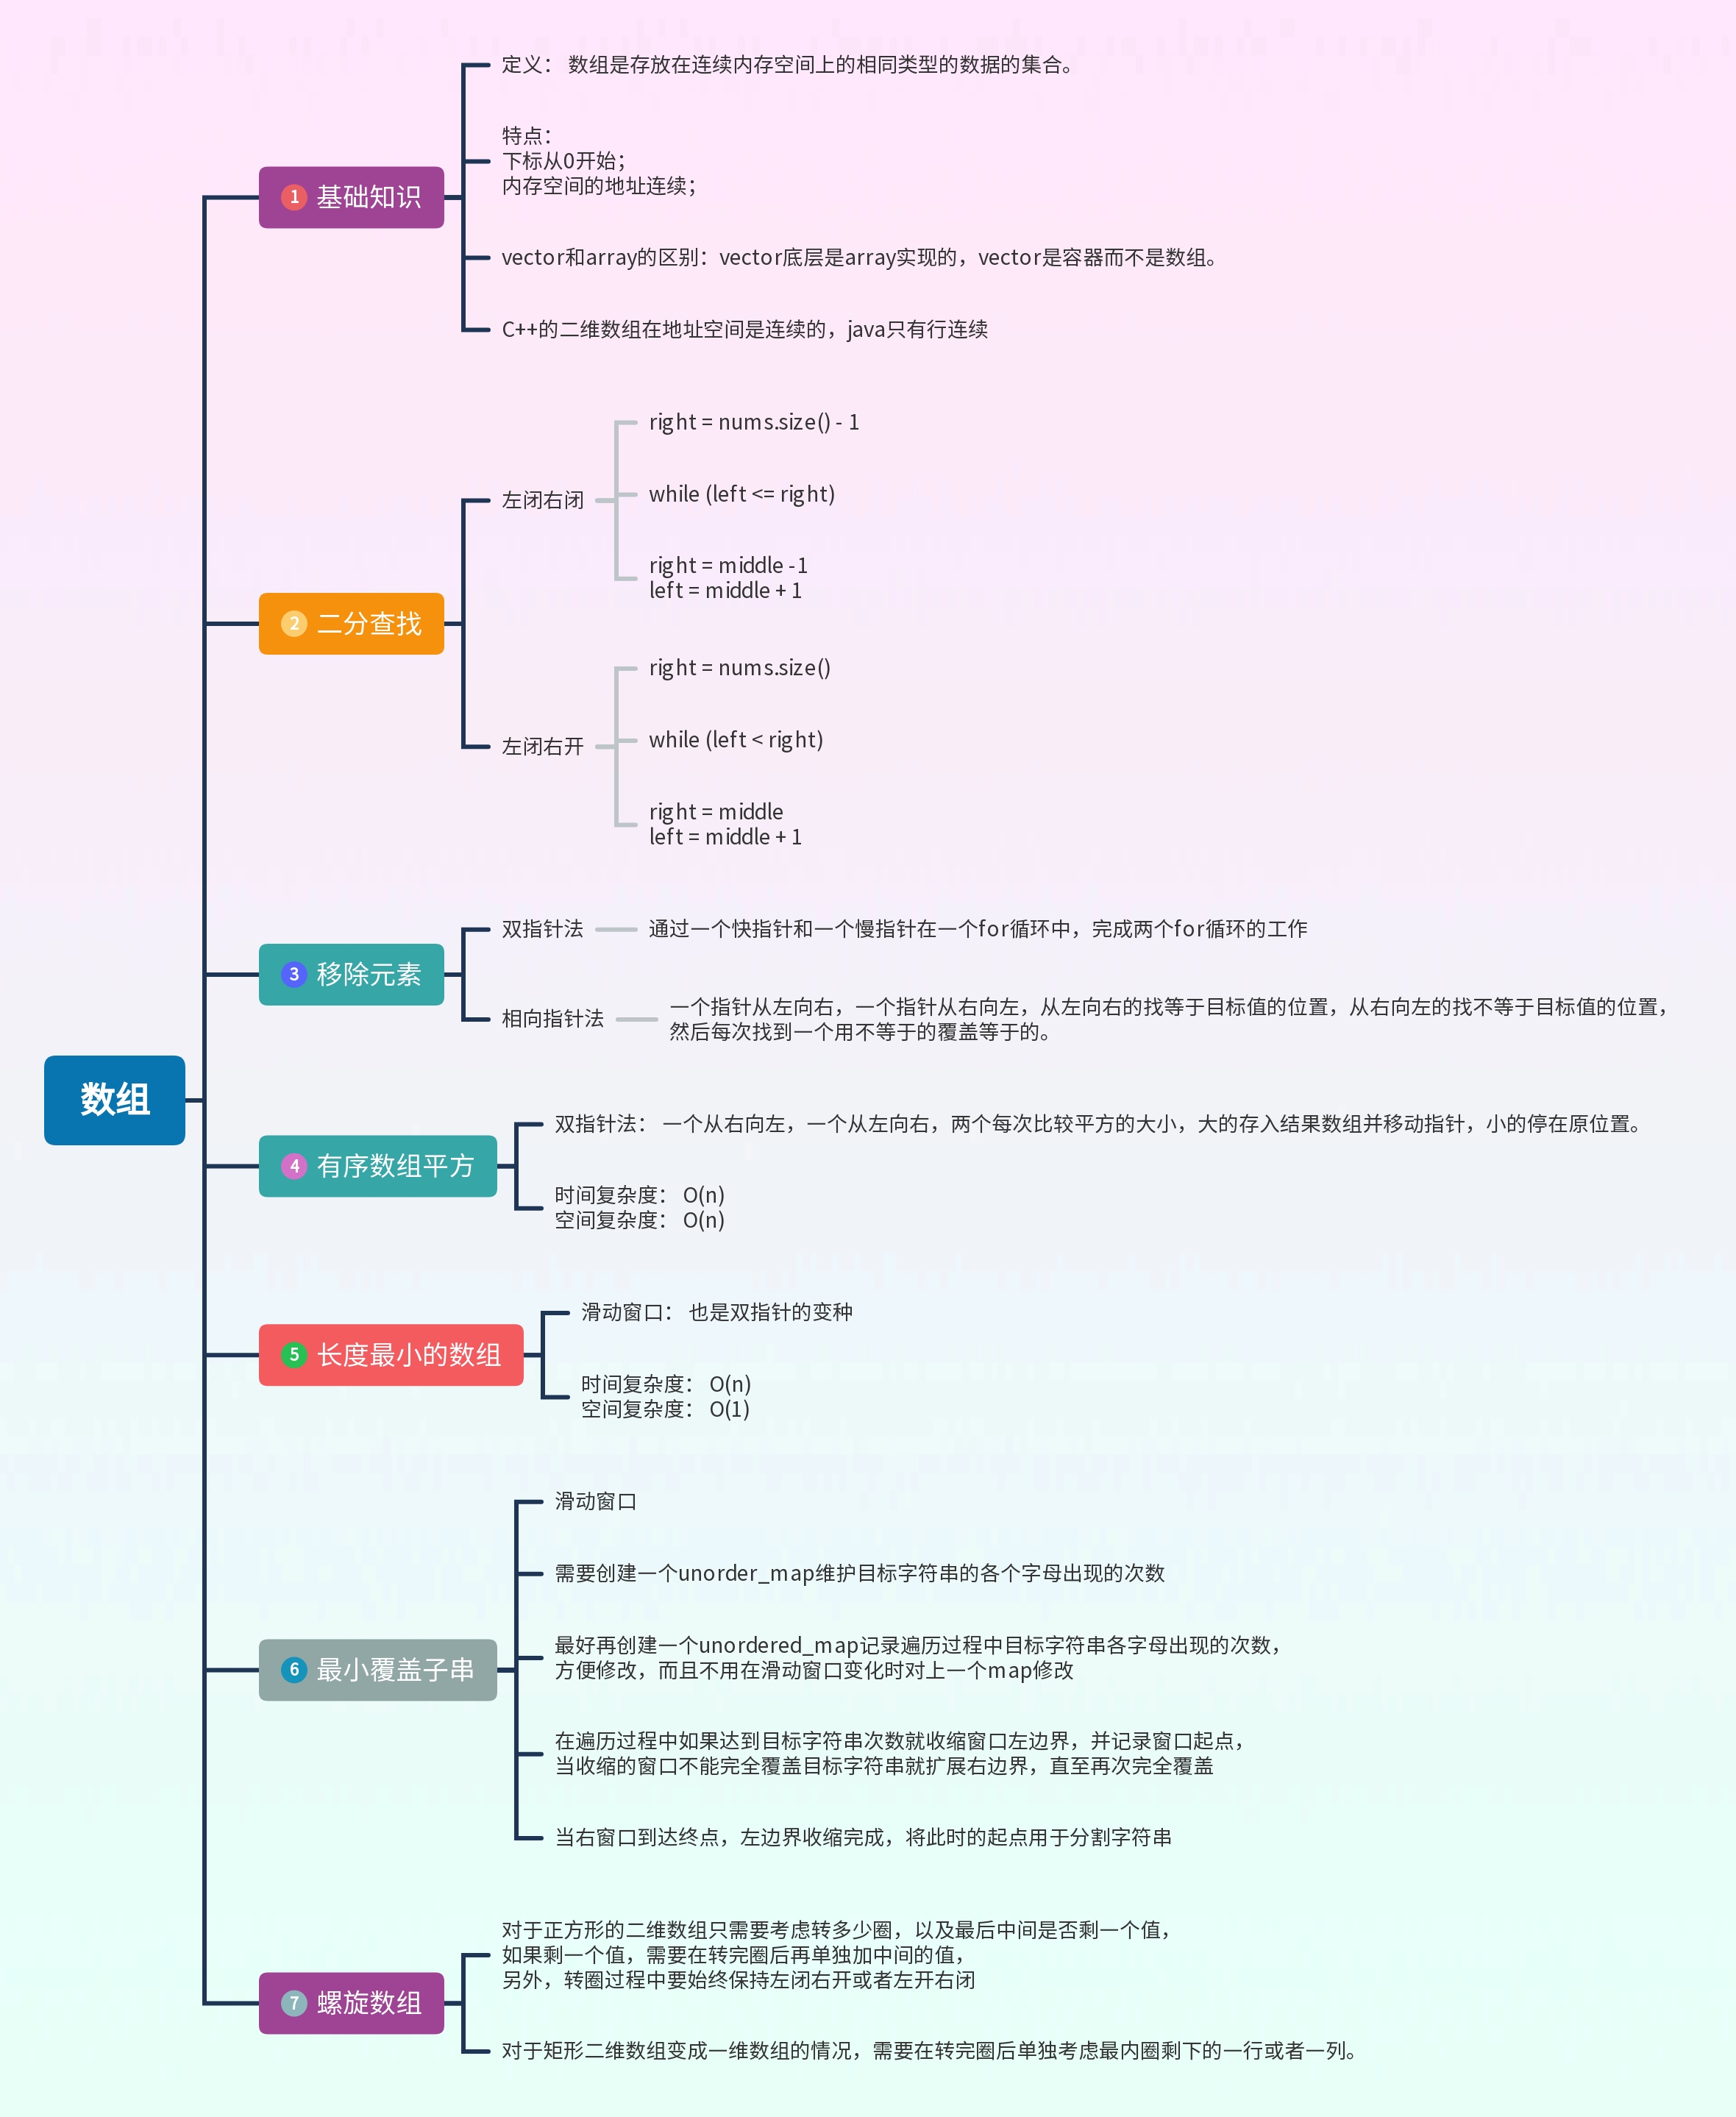 数组
1 基础知识
定义： 数组是存放在连续内存空间上的相同类型的数据的集合。
特点：
下标从0开始；
内存空间的地址连续；
vector和array的区别：vector底层是array实现的，vector是容器而不是数组。
C++的二维数组在地址空间是连续的，java只有行连续
2 二分查找
左闭右闭
right = nums.size() - 1
while (left <= right)
right = middle -1
left = middle + 1
左闭右开
right = nums.size()
while (left < right)
right = middle
left = middle + 1
3 移除元素
双指针法
通过一个快指针和一个慢指针在一个for循环中，完成两个for循环的工作
相向指针法
一个指针从左向右，一个指针从右向左，从左向右的找等于目标值的位置，从右向左的找不等于目标值的位置，
然后每次找到一个用不等于的覆盖等于的。
4 有序数组平方
双指针法： 一个从右向左，一个从左向右，两个每次比较平方的大小，大的存入结果数组并移动指针，小的停在原位置。
时间复杂度： O(n)
空间复杂度： O(n)
5 长度最小的数组
滑动窗口： 也是双指针的变种
时间复杂度： O(n)
空间复杂度： O(1)
6 最小覆盖子串
滑动窗口
需要创建一个unorder_map维护目标字符串的各个字母出现的次数
最好再创建一个unordered_map记录遍历过程中目标字符串各字母出现的次数，
方便修改，而且不用在滑动窗口变化时对上一个map修改
在遍历过程中如果达到目标字符串次数就收缩窗口左边界，并记录窗口起点，
当收缩的窗口不能完全覆盖目标字符串就扩展右边界，直至再次完全覆盖
当右窗口到达终点，左边界收缩完成，将此时的起点用于分割字符串
7 螺旋数组
对于正方形的二维数组只需要考虑转多少圈，以及最后中间是否剩一个值，
如果剩一个值，需要在转完圈后再单独加中间的值，
另外，转圈过程中要始终保持左闭右开或者左开右闭
对于矩形二维数组变成一维数组的情况，需要在转完圈后单独考虑最内圈剩下的一行或者一列。